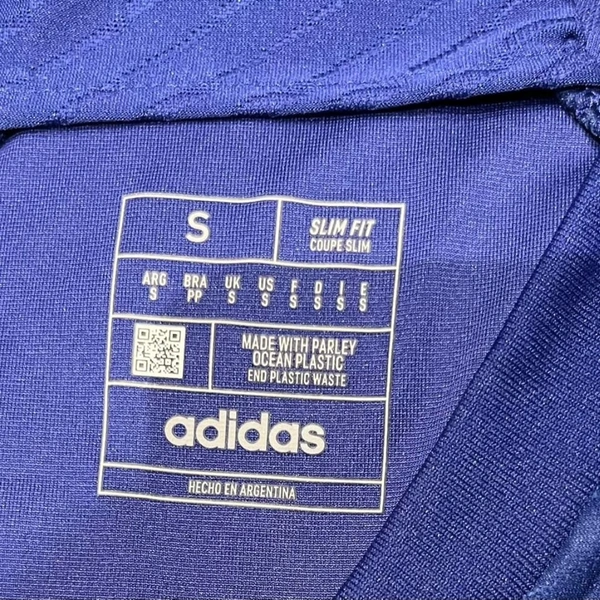 S
SLIM FIT
COUPE SLIM
ARG BRA UK US F D I E
S PP S S S S S S
MADE WITH PARLEY
OCEAN PLASTIC
END PLASTIC WASTE
adidas
HECHO EN ARGENTINA